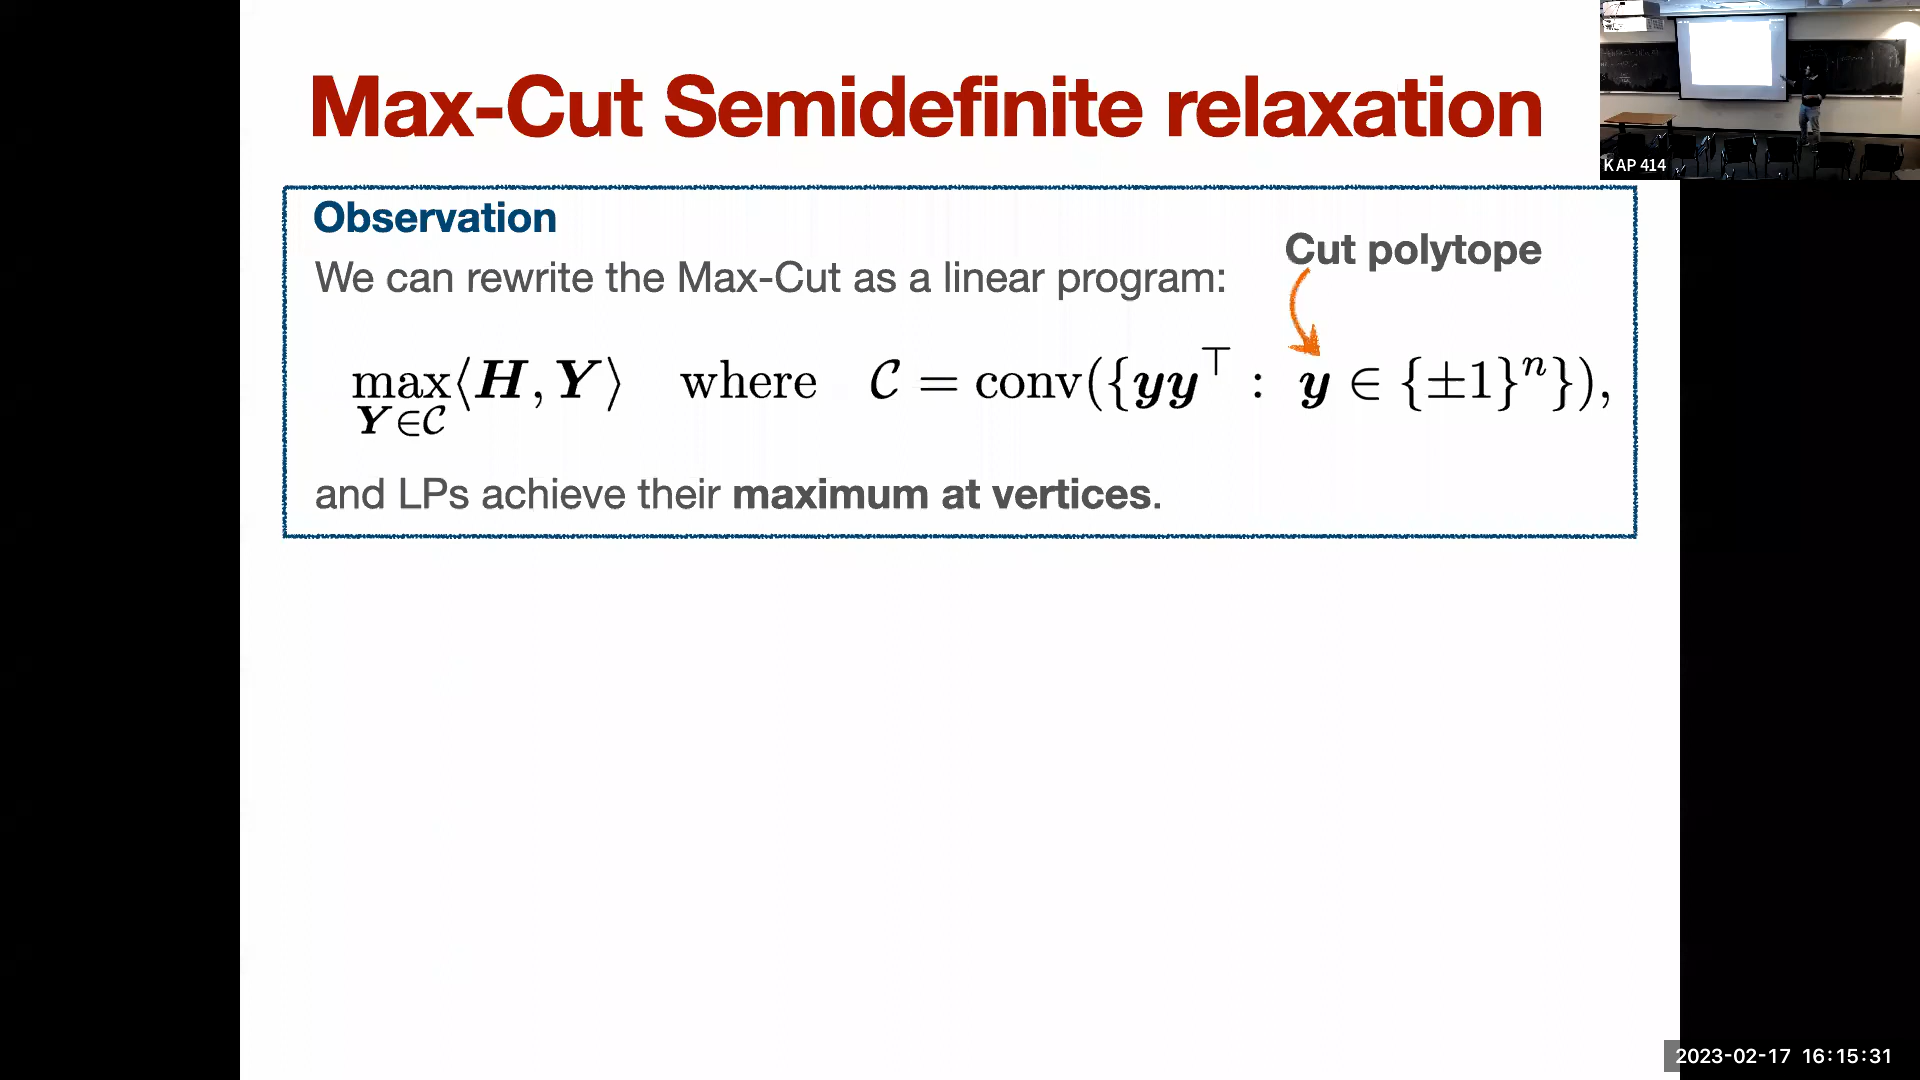 Max-Cut Semidefinite relaxation
KAP 414
Observation
Cut polytope
We can rewrite the Max-Cut as a linear program:
max⟨H, Y⟩ where 𝒞 = conv({yy^⊤ : y ∈ {±1}^n}),
Y∈𝒞
and LPs achieve their maximum at vertices.
2023-02-17 16:15:31